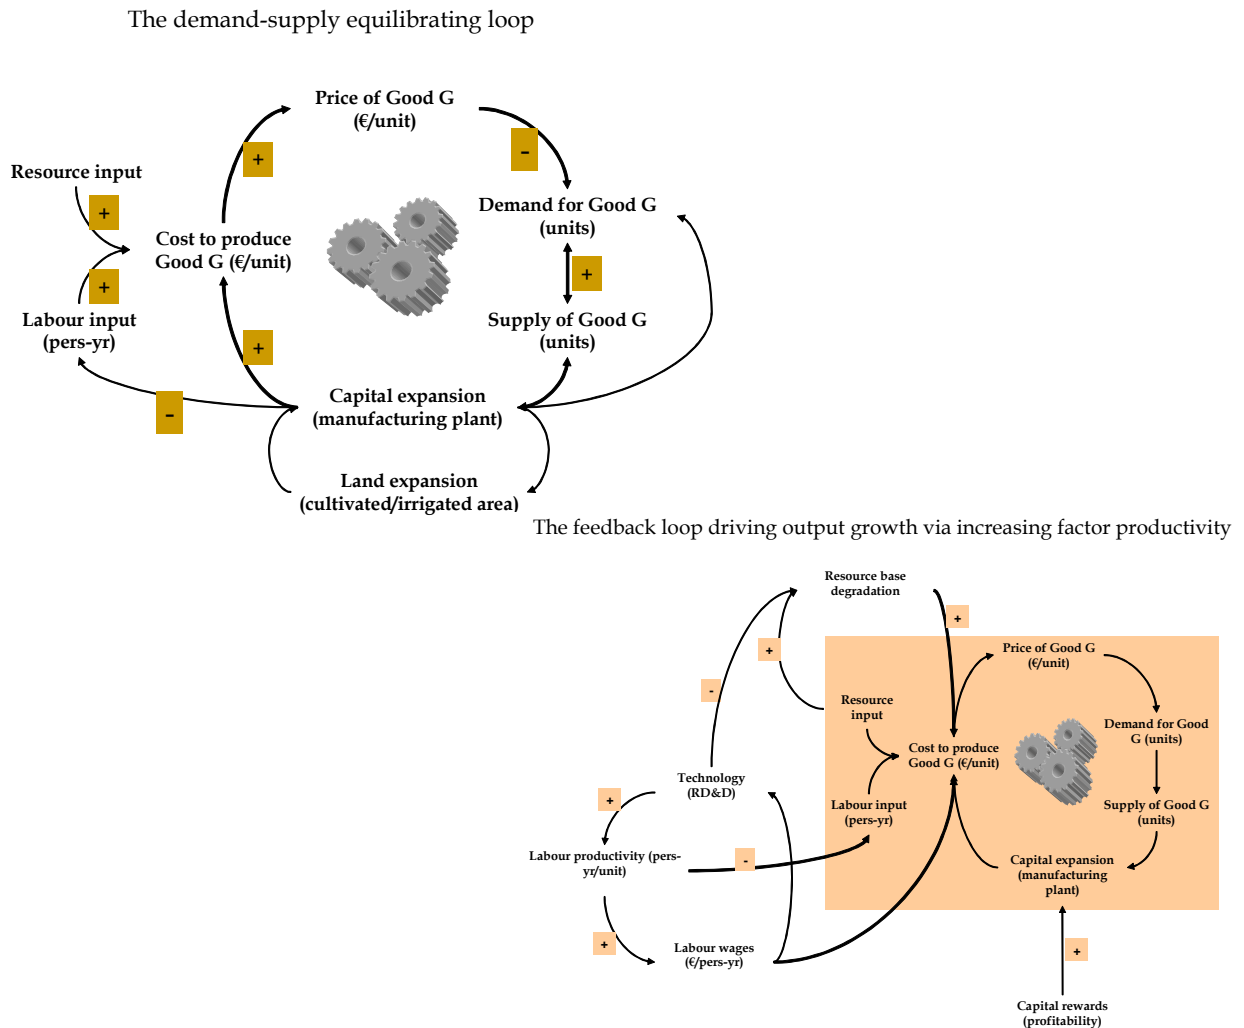 The demand-supply equilibrating loop
Price of Good G
(€/unit)
+
-
Resource input
+
Demand for Good G
(units)
Cost to produce
Good G (€/unit)
+
+
Labour input
(pers-yr)
Supply of Good G
(units)
+
Capital expansion
(manufacturing plant)
-
Land expansion
(cultivated/irrigated area)
The feedback loop driving output growth via increasing factor productivity
Resource base
degradation
+
+
Price of Good G
(€/unit)
-
Resource
input
Demand for Good
G (units)
Cost to produce
Good G (€/unit)
Technology
(RD&D)
+
Labour input
(pers-yr)
Supply of Good G
(units)
Labour productivity (pers-
yr/unit)
-
Capital expansion
(manufacturing
plant)
+
Labour wages
(€/pers-yr)
+
Capital rewards
(profitability)